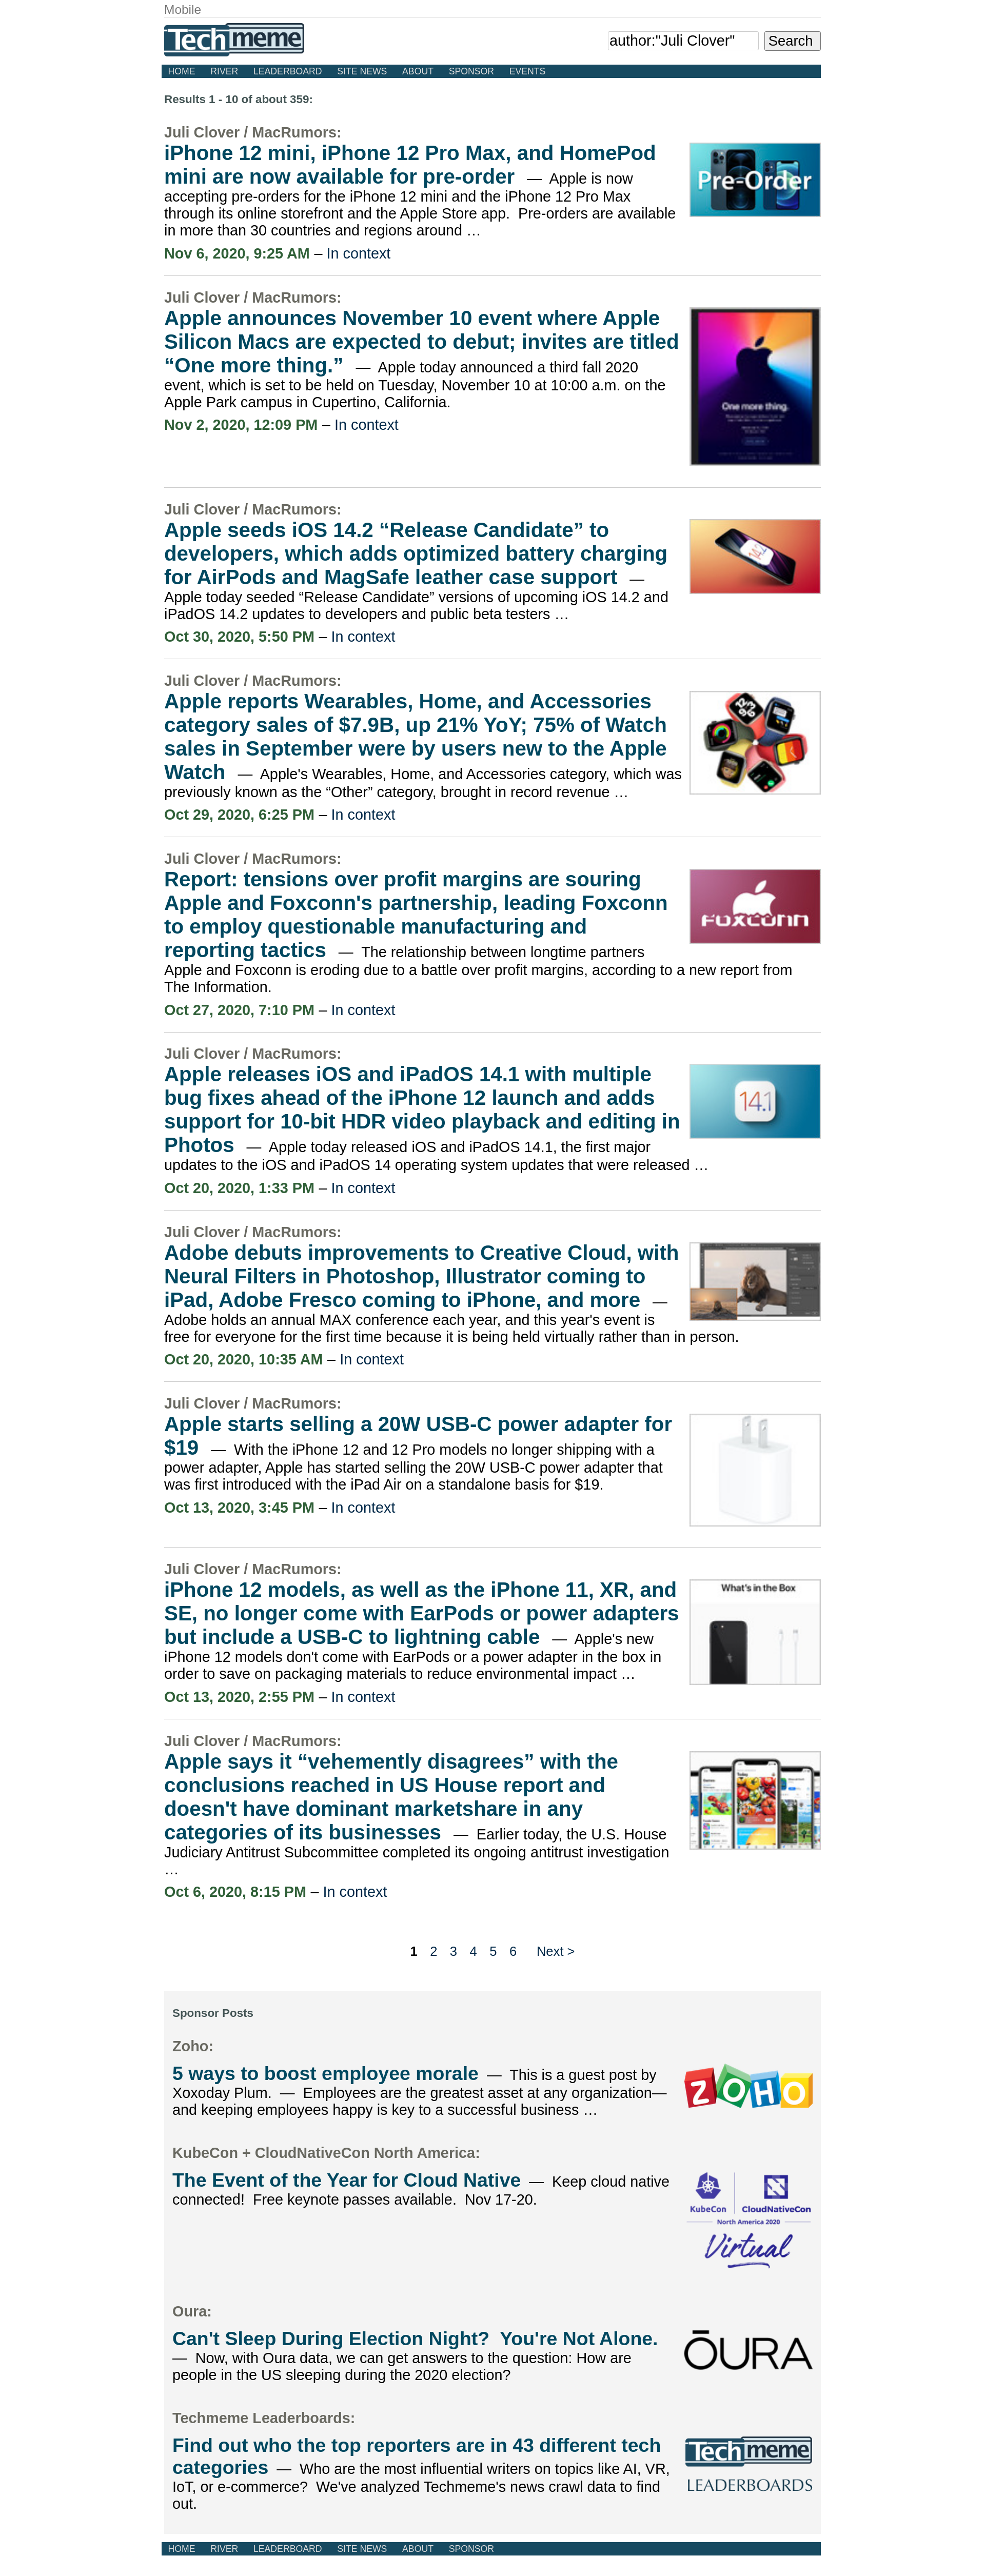 Mobile
Techmeme
author:"Juli Clover"
Search
HOME RIVER LEADERBOARD SITE NEWS ABOUT SPONSOR EVENTS
Results 1 - 10 of about 359:
Juli Clover / MacRumors:
iPhone 12 mini, iPhone 12 Pro Max, and HomePod
mini are now available for pre-order — Apple is now
accepting pre-orders for the iPhone 12 mini and the iPhone 12 Pro Max
through its online storefront and the Apple Store app. Pre-orders are available
in more than 30 countries and regions around …
Pre-Order
Nov 6, 2020, 9:25 AM – In context
Juli Clover / MacRumors:
Apple announces November 10 event where Apple
Silicon Macs are expected to debut; invites are titled
“One more thing.” — Apple today announced a third fall 2020
event, which is set to be held on Tuesday, November 10 at 10:00 a.m. on the
Apple Park campus in Cupertino, California.
One more thing.
Nov 2, 2020, 12:09 PM – In context
Juli Clover / MacRumors:
Apple seeds iOS 14.2 “Release Candidate” to
developers, which adds optimized battery charging
for AirPods and MagSafe leather case support —
Apple today seeded “Release Candidate” versions of upcoming iOS 14.2 and
iPadOS 14.2 updates to developers and public beta testers …
Oct 30, 2020, 5:50 PM – In context
Juli Clover / MacRumors:
Apple reports Wearables, Home, and Accessories
category sales of $7.9B, up 21% YoY; 75% of Watch
sales in September were by users new to the Apple
Watch — Apple's Wearables, Home, and Accessories category, which was
previously known as the “Other” category, brought in record revenue …
Oct 29, 2020, 6:25 PM – In context
Juli Clover / MacRumors:
Report: tensions over profit margins are souring
Apple and Foxconn's partnership, leading Foxconn
to employ questionable manufacturing and
reporting tactics — The relationship between longtime partners
Apple and Foxconn is eroding due to a battle over profit margins, according to a new report from
The Information.
FOXCONN
Oct 27, 2020, 7:10 PM – In context
Juli Clover / MacRumors:
Apple releases iOS and iPadOS 14.1 with multiple
bug fixes ahead of the iPhone 12 launch and adds
support for 10-bit HDR video playback and editing in
Photos — Apple today released iOS and iPadOS 14.1, the first major
updates to the iOS and iPadOS 14 operating system updates that were released …
14.1
Oct 20, 2020, 1:33 PM – In context
Juli Clover / MacRumors:
Adobe debuts improvements to Creative Cloud, with
Neural Filters in Photoshop, Illustrator coming to
iPad, Adobe Fresco coming to iPhone, and more —
Adobe holds an annual MAX conference each year, and this year's event is
free for everyone for the first time because it is being held virtually rather than in person.
Oct 20, 2020, 10:35 AM – In context
Juli Clover / MacRumors:
Apple starts selling a 20W USB-C power adapter for
$19 — With the iPhone 12 and 12 Pro models no longer shipping with a
power adapter, Apple has started selling the 20W USB-C power adapter that
was first introduced with the iPad Air on a standalone basis for $19.
Oct 13, 2020, 3:45 PM – In context
Juli Clover / MacRumors:
iPhone 12 models, as well as the iPhone 11, XR, and
SE, no longer come with EarPods or power adapters
but include a USB-C to lightning cable — Apple's new
iPhone 12 models don't come with EarPods or a power adapter in the box in
order to save on packaging materials to reduce environmental impact …
What's in the Box
Oct 13, 2020, 2:55 PM – In context
Juli Clover / MacRumors:
Apple says it “vehemently disagrees” with the
conclusions reached in US House report and
doesn't have dominant marketshare in any
categories of its businesses — Earlier today, the U.S. House
Judiciary Antitrust Subcommittee completed its ongoing antitrust investigation
…
Oct 6, 2020, 8:15 PM – In context
1 2 3 4 5 6 Next >
Sponsor Posts
Zoho:
5 ways to boost employee morale — This is a guest post by
Xoxoday Plum. — Employees are the greatest asset at any organization—
and keeping employees happy is key to a successful business …
ZOHO
KubeCon + CloudNativeCon North America:
The Event of the Year for Cloud Native — Keep cloud native
connected! Free keynote passes available. Nov 17-20.
KubeCon CloudNativeCon
North America 2020
Virtual
Oura:
Can't Sleep During Election Night? You're Not Alone.
— Now, with Oura data, we can get answers to the question: How are
people in the US sleeping during the 2020 election?
ŌURA
Techmeme Leaderboards:
Find out who the top reporters are in 43 different tech
categories — Who are the most influential writers on topics like AI, VR,
IoT, or e-commerce? We've analyzed Techmeme's news crawl data to find
out.
Techmeme
LEADERBOARDS
HOME RIVER LEADERBOARD SITE NEWS ABOUT SPONSOR